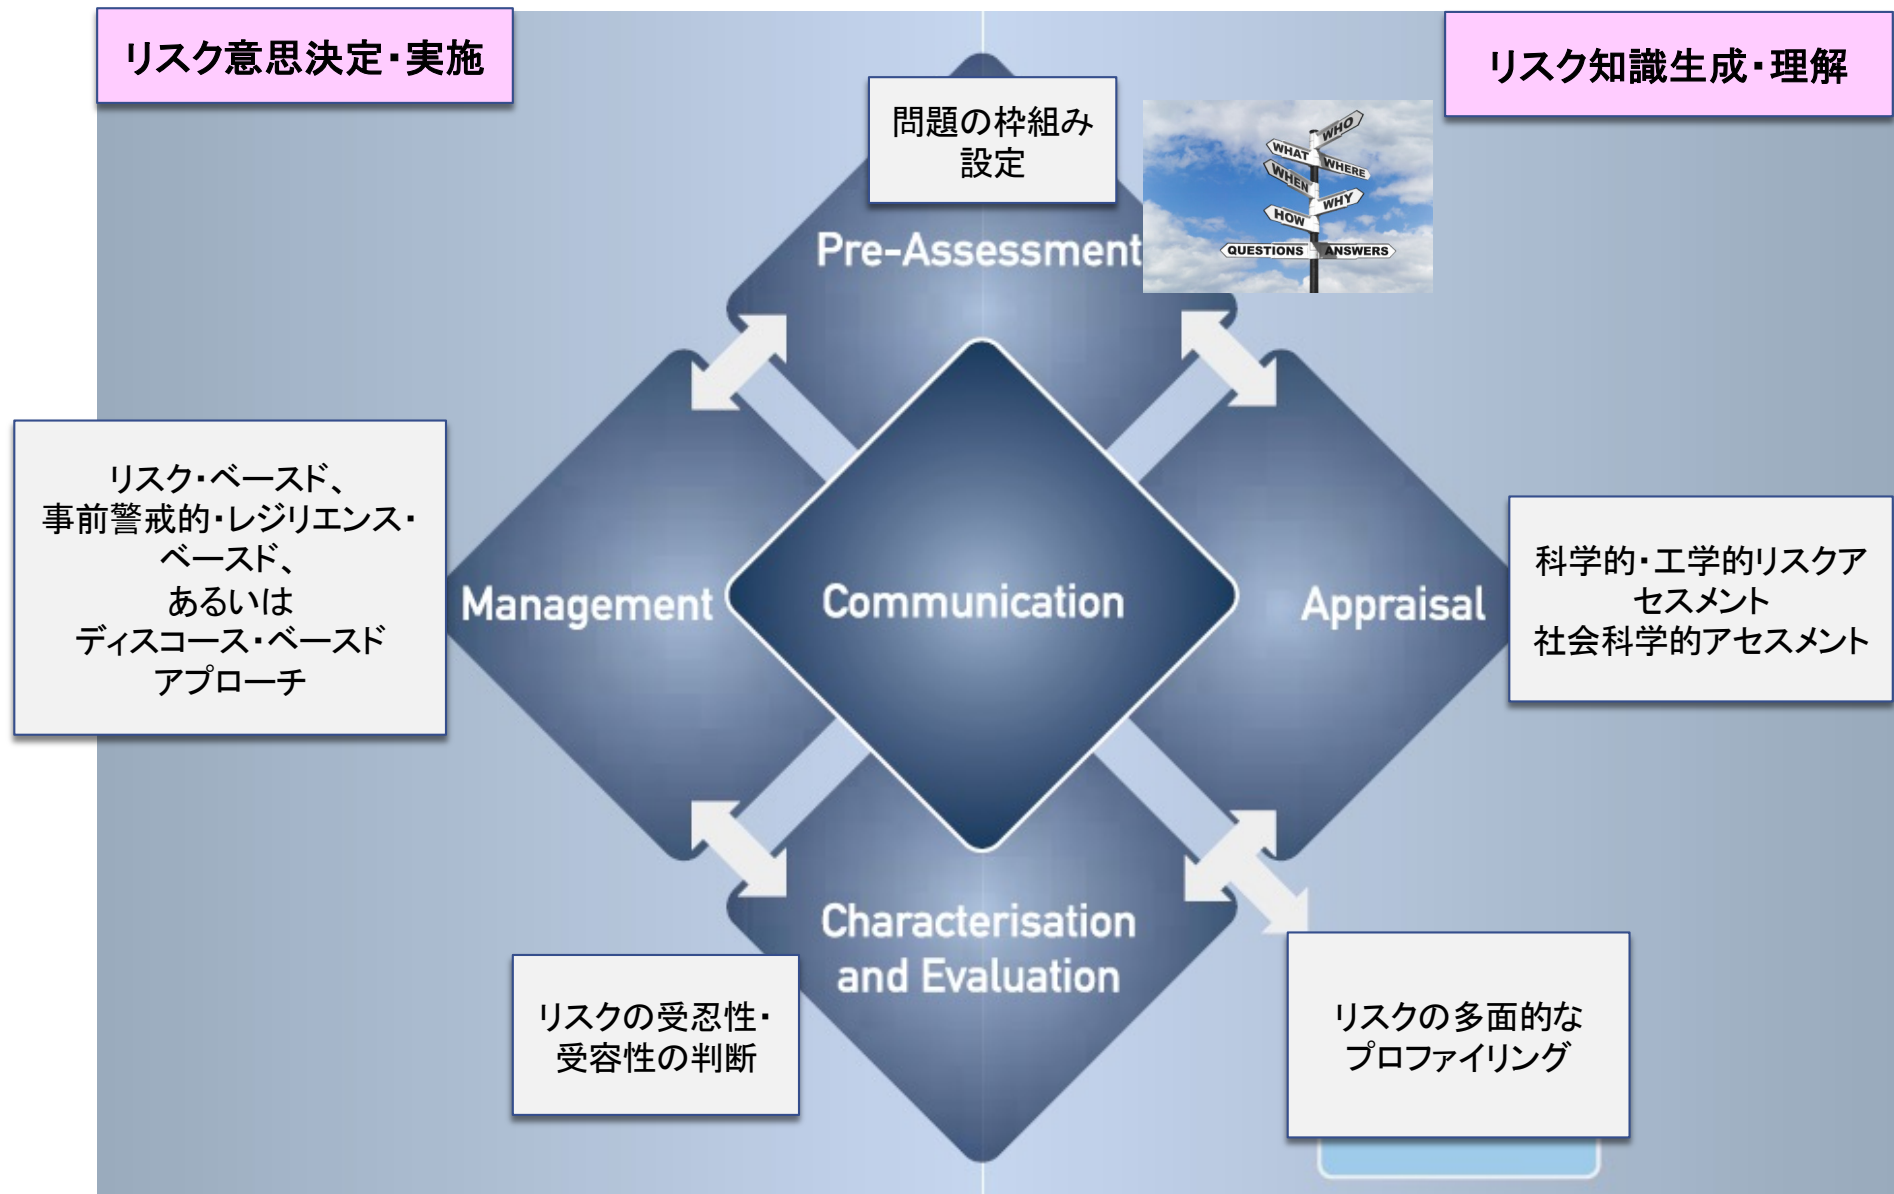 リスク意思決定・実施
リスク知識生成・理解
問題の枠組み
設定
WHO
WHAT
WHERE
WHEN
WHY
HOW
QUESTIONS
ANSWERS
Pre-Assessment
リスク・ベースド、
事前警戒的・レジリエンス・
ベースド、
あるいは
ディスコース・ベースド
アプローチ
Management
Communication
Appraisal
科学的・工学的リスクア
セスメント
社会科学的アセスメント
Characterisation
and Evaluation
リスクの受忍性・
受容性の判断
リスクの多面的な
プロファイリング